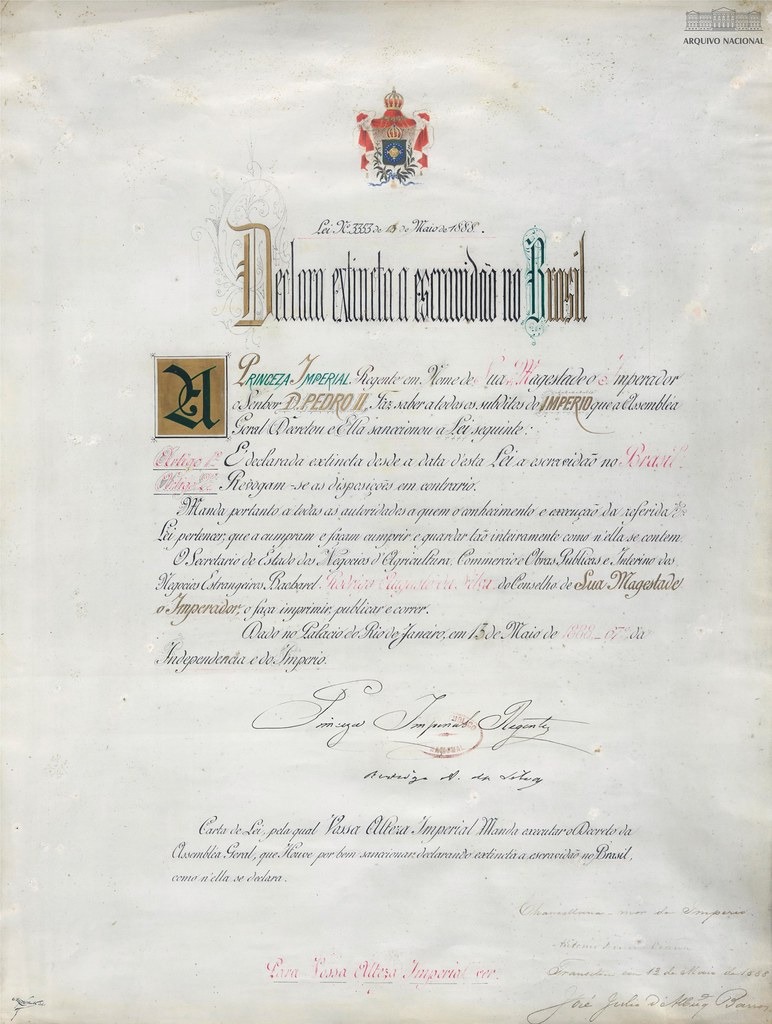 ARQUIVO NACIONAL
Lei Nº 3353 de 13 de Maio de 1888.
Declara extincta a escravidão no Brasil
A PRINCEZA IMPERIAL Regente em Nome de Sua Magestade o Imperador
o Senhor D. PEDRO II, Faz saber a todos os subditos do IMPERIO que a Assembléa
Geral Decretou e Ella sanccionou a Lei seguinte:
Artigo 1º E' declarada extincta desde a data d'esta Lei a escravidão no Brasil.
Artigo 2º Revogam-se as disposições em contrario.
Manda portanto a todas as autoridades a quem o conhecimento e execução da referida
Lei pertencer, que a cumpram e façam cumprir e guardar tão inteiramente como n'ella se contem.
O Secretario de Estado dos Negocios d'Agricultura, Commercio e Obras Publicas e Interino dos
Negocios Estrangeiros Bacharel Rodrigo Augusto da Silva, do Conselho de Sua Magestade
o Imperador, o faça imprimir, publicar e correr.
Dado no Palacio do Rio de Janeiro, em 13 de Maio de 1888 – 67º da
Independencia e do Imperio.
Princeza Imperial Regente
NACIONAL
Rodrigo A. da Silva
Carta de Lei, pela qual Vossa Alteza Imperial Manda executar o Decreto da
Assembléa Geral, que Houve por bem sanccionar, declarando extincta a escravidão no Brasil,
como n'ella se declara.
Chancellaria-mor do Imperio.
Para Vossa Alteza Imperial ver.
Transitou em 13 de Maio de 1888
José Julio d'Albuqº Barros